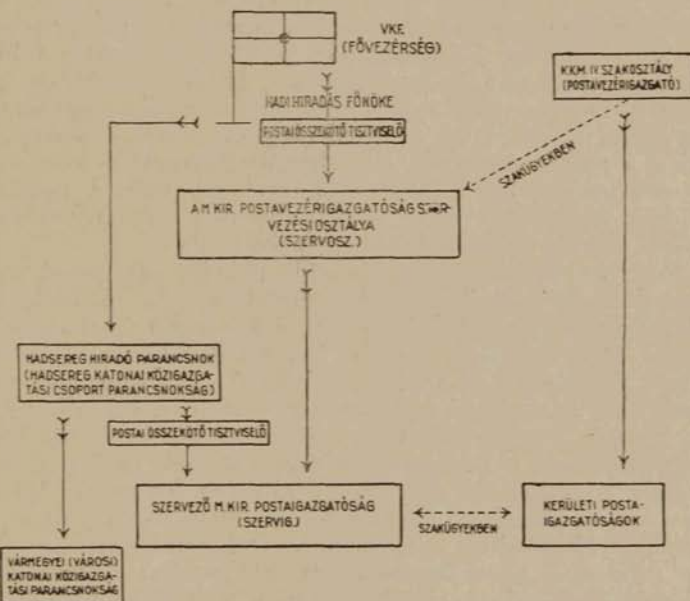 VKE
(FŐVEZÉRSÉG)
KKM. IV SZAKOSZTÁLY
(POSTAVEZÉRIGAZGATÓ)
HADI HIRADÁS FŐNÖKE
POSTAI ÖSSZEKÖTŐ TISZTVISELŐ
SZAKÜGYEKBEN
A M. KIR. POSTAVEZÉRIGAZGATÓSÁG SZER-
VEZÉSI OSZTÁLYA
(SZERVOSZ.)
HADSEREG HIRADÓ PARANCSNOK
(HADSEREG KATONAI KÖZIGAZGA-
TÁSI CSOPORT PARANCSNOKSÁG)
POSTAI ÖSSZEKÖTŐ TISZTVISELŐ
SZERVEZŐ M. KIR. POSTAIGAZGATÓSÁG
(SZERVIG.)
SZAKÜGYEKBEN
KERÜLETI POSTA-
IGAZGATÓSÁGOK
VÁRMEGYEI (VÁROSI)
KATONAI KÖZIGAZGA-
TÁSI PARANCSNOKSÁG